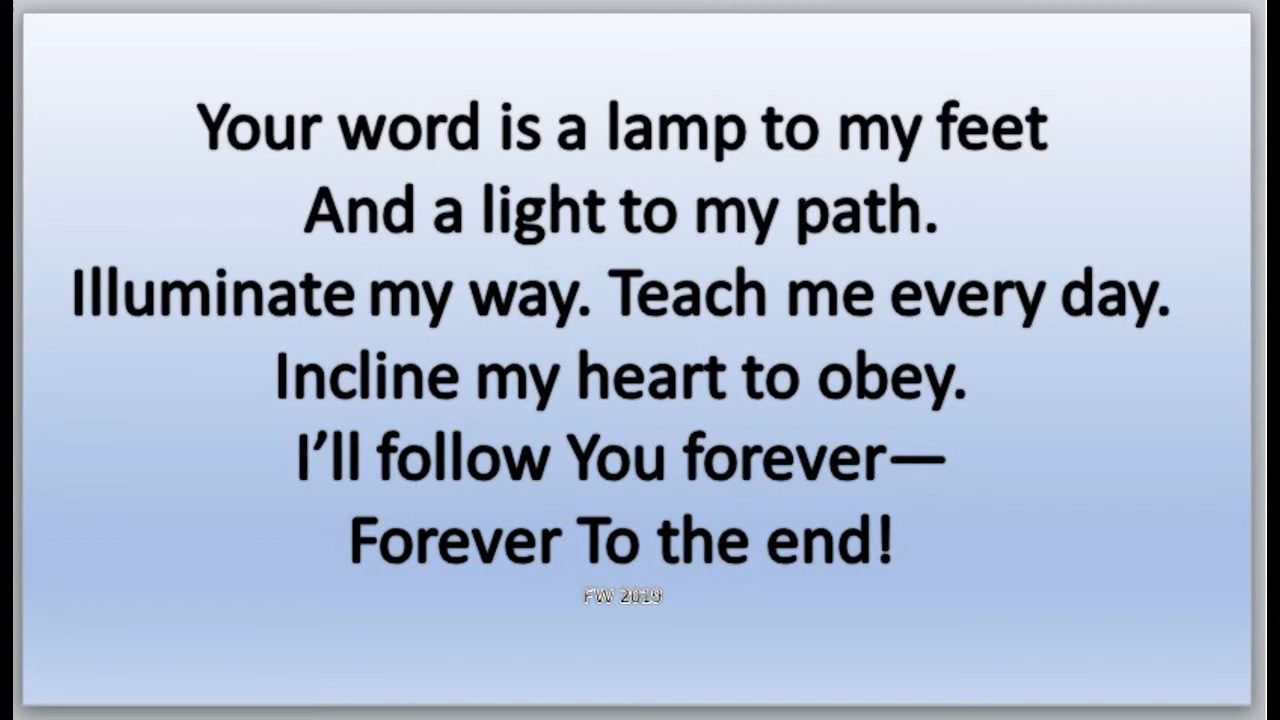 Your word is a lamp to my feet
And a light to my path.
Illuminate my way. Teach me every day.
Incline my heart to obey.
I’ll follow You forever—
Forever To the end!
FW 2019